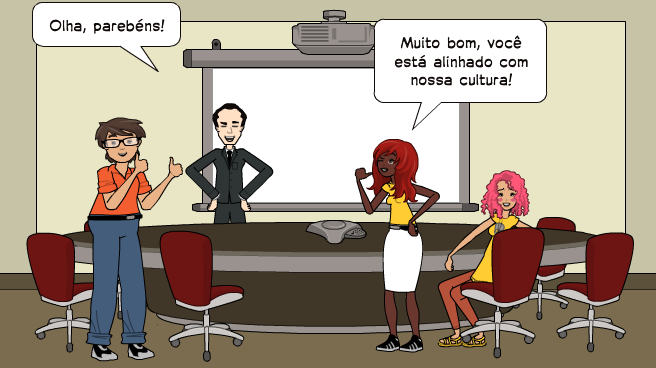 Olha, parebéns!
Muito bom, você
está alinhado com
nossa cultura!